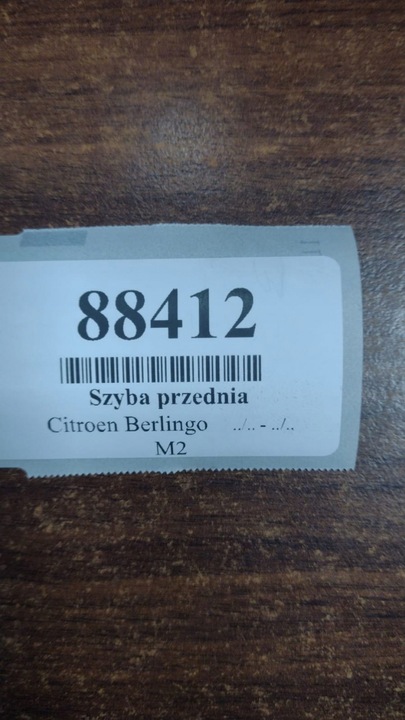 88412
Szyba przednia
Citroen Berlingo ../.. - ../..
M2